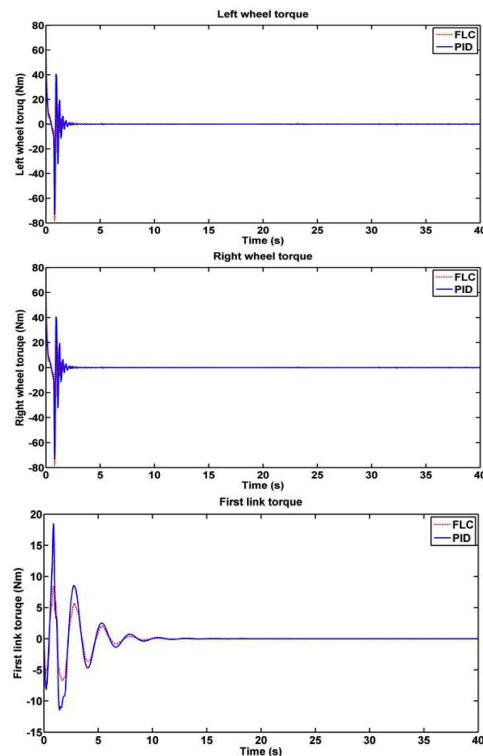 Left wheel torque
80
60
40
20
0
-20
-40
-60
-80
Left wheel toruq (Nm)
FLC
PID
0 5 10 15 20 25 30 35 40
Time (s)
Right wheel torque
80
60
40
20
0
-20
-40
-60
-80
Right wheel toruqe (Nm)
FLC
PID
0 5 10 15 20 25 30 35 40
Time (s)
First link torque
20
15
10
5
0
-5
-10
-15
First link toruqe (Nm)
FLC
PID
0 5 10 15 20 25 30 35 40
Time (s)